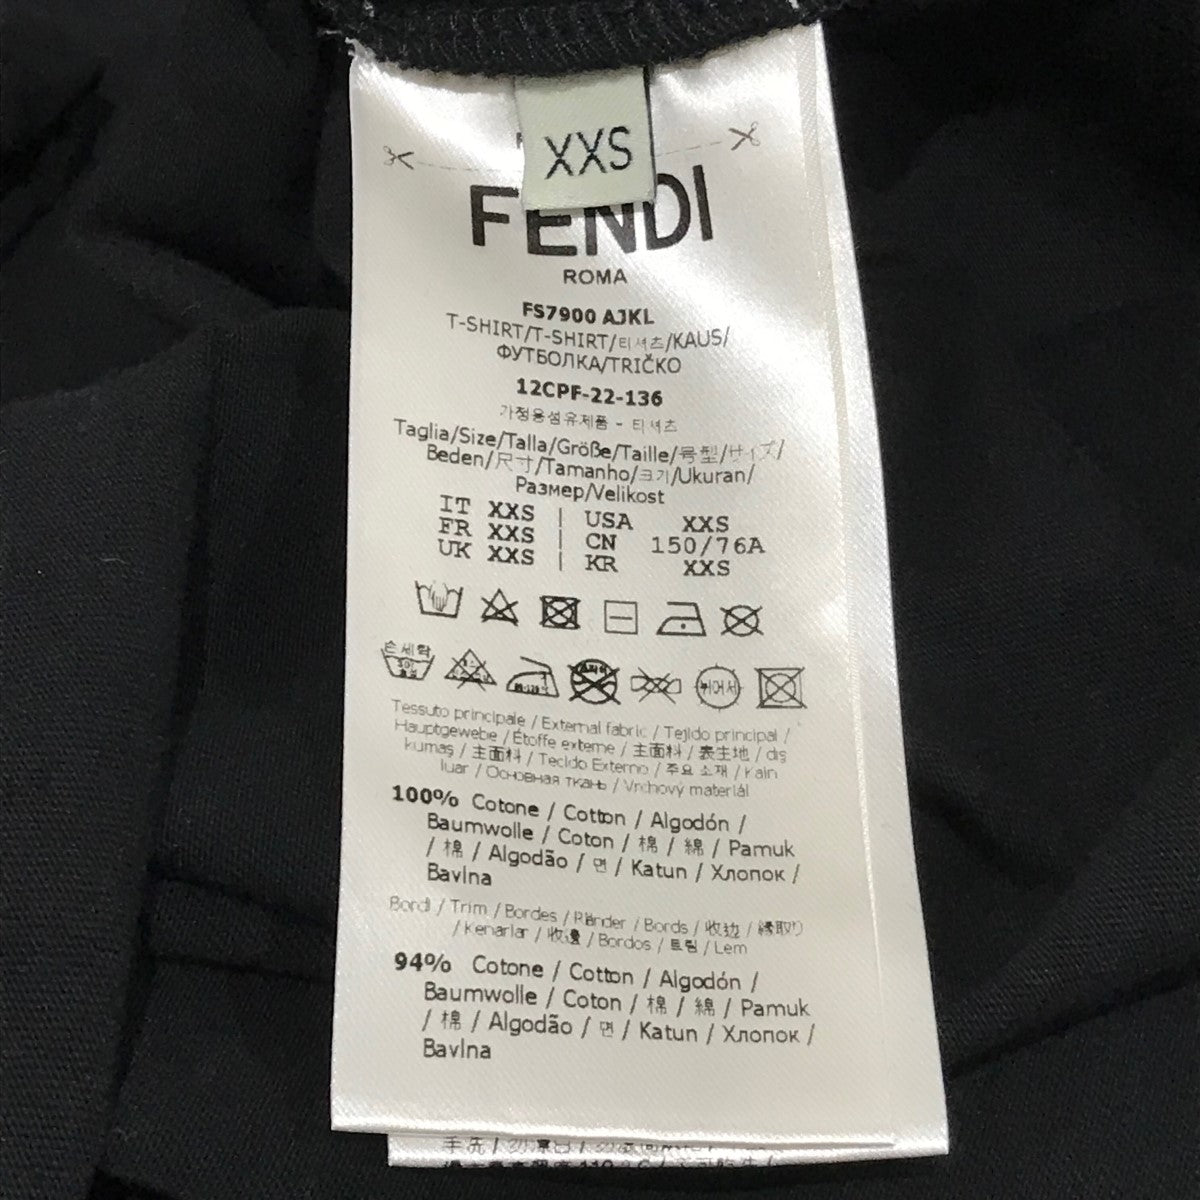 XXS
FENDI
ROMA
FS7900 AJKL
T-SHIRT/T-SHIRT/티셔츠/KAUS/
ФУТБОЛКА/TRIČKO
12CPF-22-136
가정용섬유제품 - 티셔츠
Taglia/Size/Talla/Größe/Taille/号型/サイズ/
Beden/尺寸/Tamanho/크기/Ukuran/
Размер/Velikost
IT XXS | USA XXS
FR XXS | CN 150/76A
UK XXS | KR XXS
손세탁
Tessuto principale / External fabric / Tejido principal /
Hauptgewebe / Étoffe externe / 主面料 / 表生地 / dış
kumaş / 主面料 / Tecido Externo / 주요 소재 / Kain
luar / Основная ткань / Vrchový materiál
100% Cotone / Cotton / Algodón /
Baumwolle / Coton / 棉 / 綿 / Pamuk
/ 棉 / Algodão / 면 / Katun / Хлопок /
Bavlna
Bordi / Trim / Bordes / Ränder / Bords / 收边 / 縁取り
/ Kenarlar / 收邊 / Bordos / 트림 / Lem
94% Cotone / Cotton / Algodón /
Baumwolle / Coton / 棉 / 綿 / Pamuk
/ 棉 / Algodão / 면 / Katun / Хлопок /
Bavlna